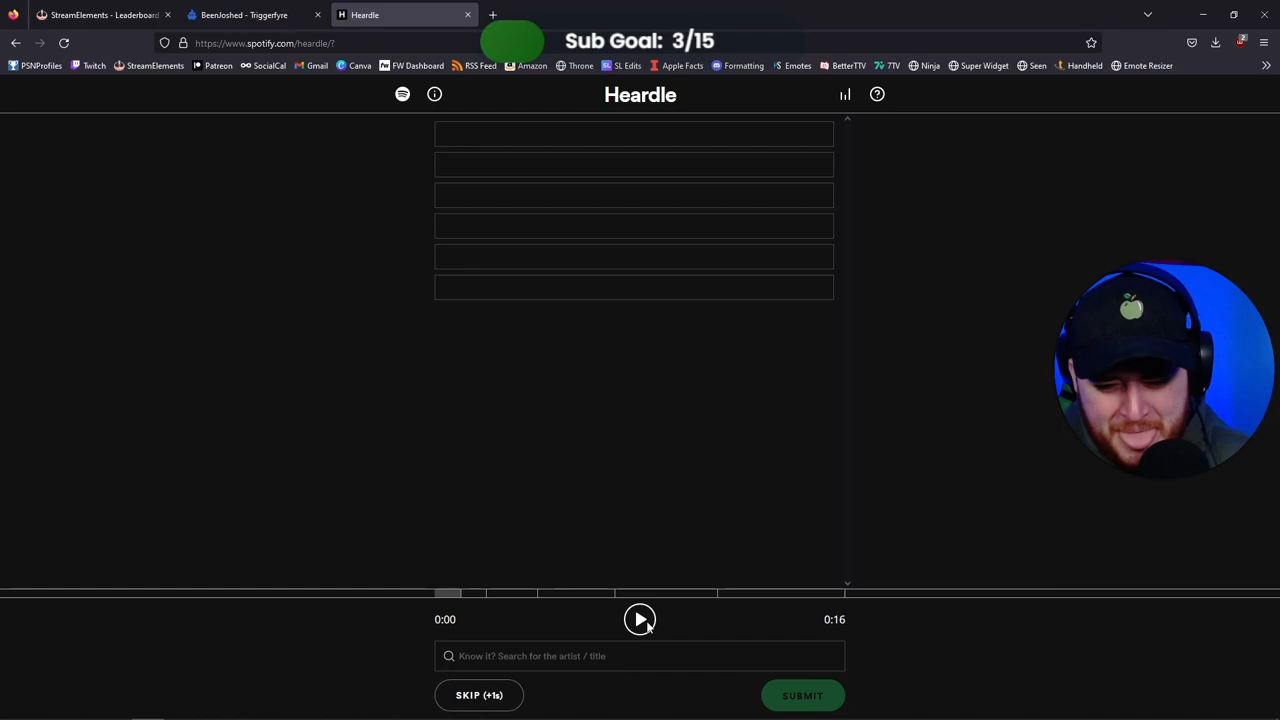 StreamElements - Leaderboard
BeenJoshed - Triggerfyre
Heardle
https://www.spotify.com/heardle/?
Sub Goal: 3/15
PSNProfiles
Twitch
StreamElements
Patreon
SocialCal
Gmail
Canva
FW Dashboard
RSS Feed
Amazon
Throne
SL Edits
Apple Facts
Formatting
Emotes
BetterTTV
7TV
Ninja
Super Widget
Seen
Handheld
Emote Resizer
Heardle
0:00
0:16
Know it? Search for the artist / title
SKIP (+1s)
SUBMIT